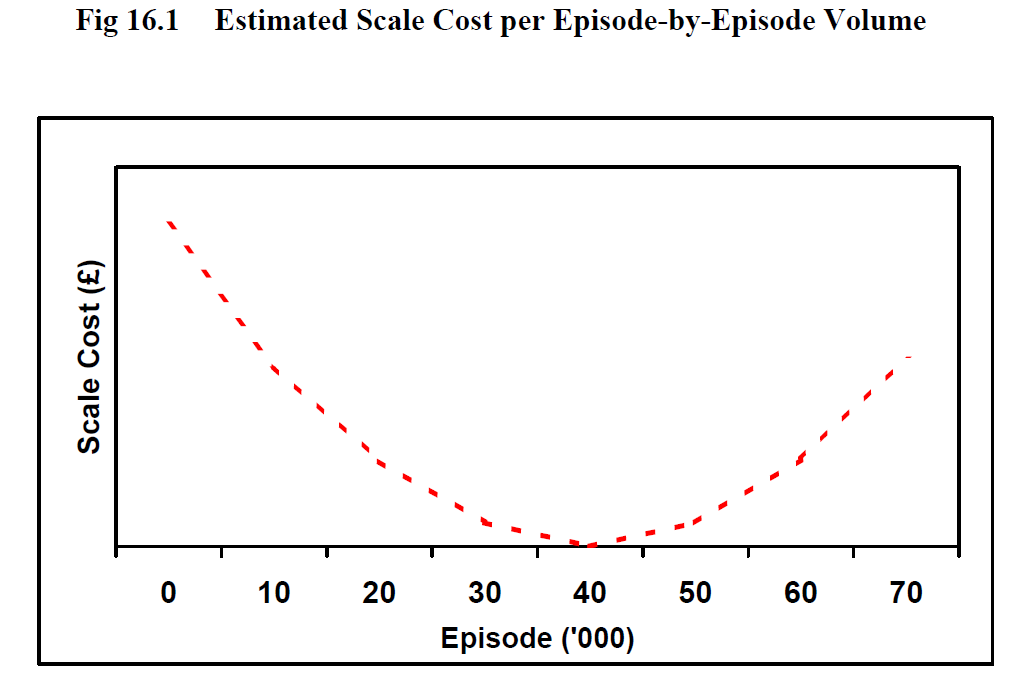 Fig 16.1 Estimated Scale Cost per Episode-by-Episode Volume
Scale Cost (£)
0 10 20 30 40 50 60 70
Episode ('000)